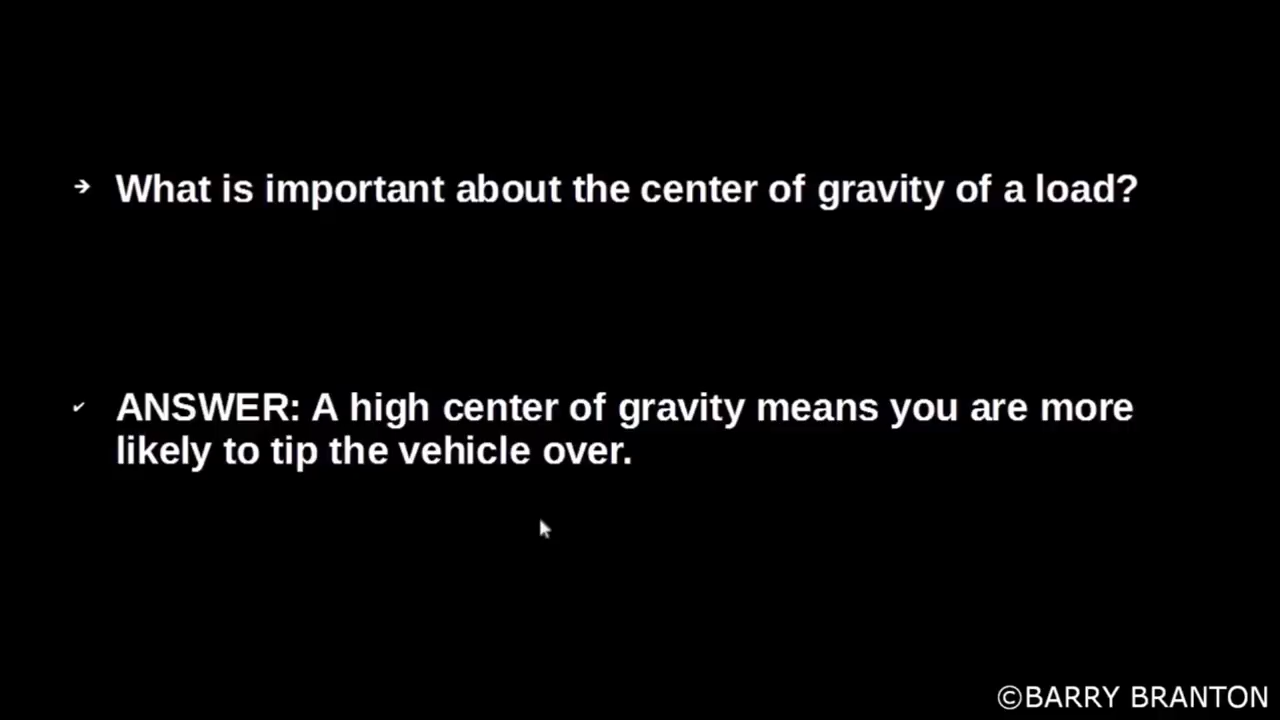 What is important about the center of gravity of a load?
ANSWER: A high center of gravity means you are more
likely to tip the vehicle over.
©BARRY BRANTON